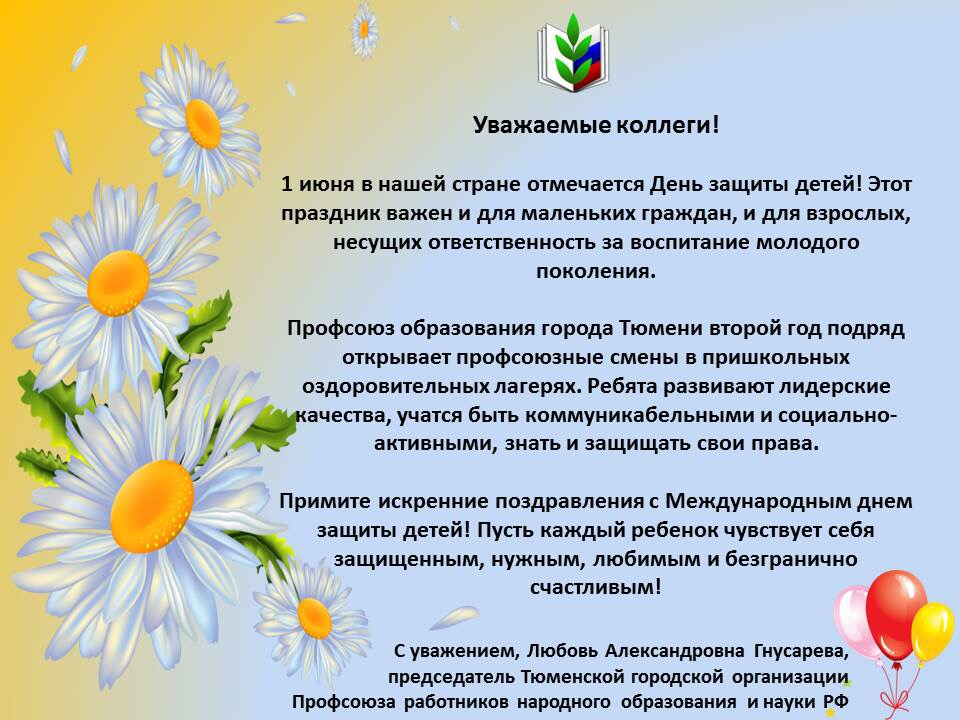 Уважаемые коллеги!
1 июня в нашей стране отмечается День защиты детей! Этот
праздник важен и для маленьких граждан, и для взрослых,
несущих ответственность за воспитание молодого
поколения.
Профсоюз образования города Тюмени второй год подряд
открывает профсоюзные смены в пришкольных
оздоровительных лагерях. Ребята развивают лидерские
качества, учатся быть коммуникабельными и социально-
активными, знать и защищать свои права.
Примите искренние поздравления с Международным днем
защиты детей! Пусть каждый ребенок чувствует себя
защищенным, нужным, любимым и безгранично
счастливым!
С уважением, Любовь Александровна Гнусарева,
председатель Тюменской городской организации
Профсоюза работников народного образования и науки РФ